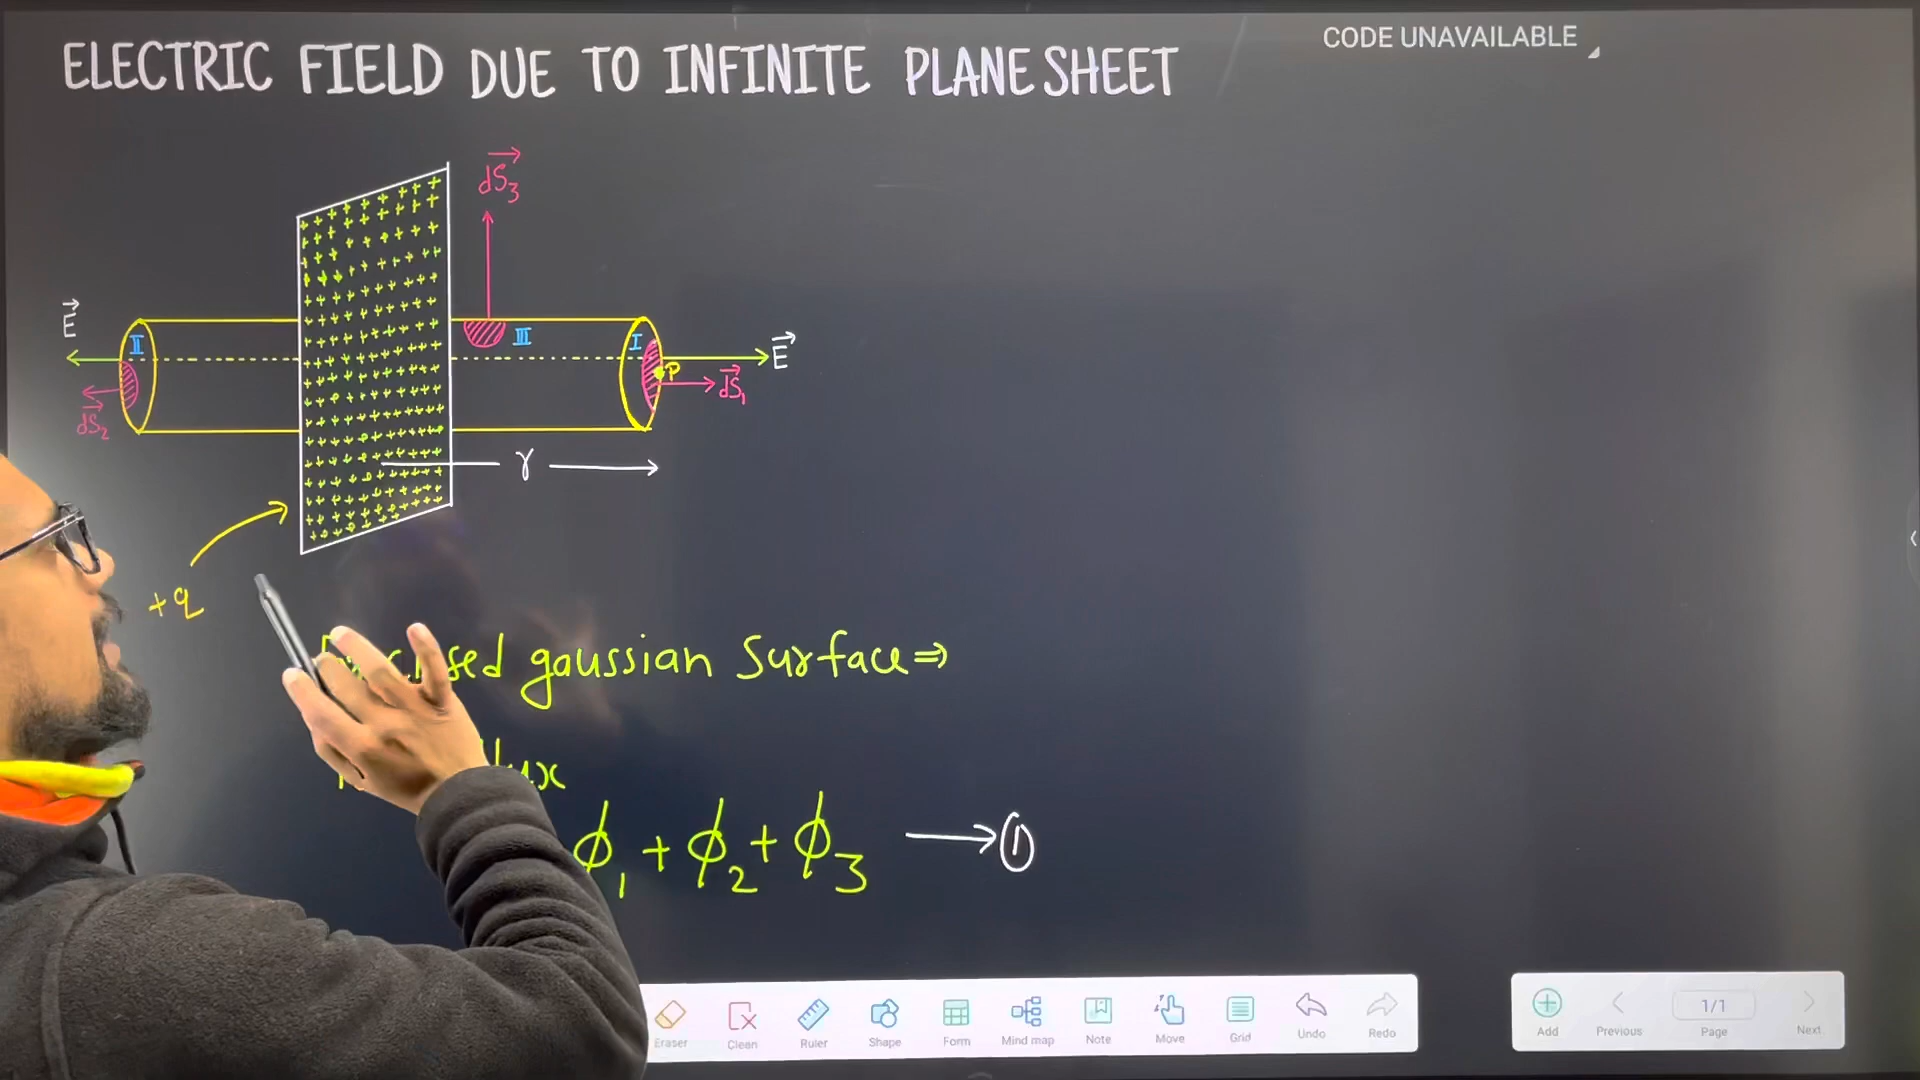 ELECTRIC FIELD DUE TO INFINITE PLANE SHEET
CODE UNAVAILABLE
dS₃
E
II
III
I
P
E
dS₁
dS₂
r
+q
gaussian Surface ⇒
ϕ₁ + ϕ₂ + ϕ₃ ⟶ ①
Eraser
Clean
Ruler
Shape
Form
Mind map
Note
Move
Grid
Undo
Redo
Add
Previous
1/1
Page
Next